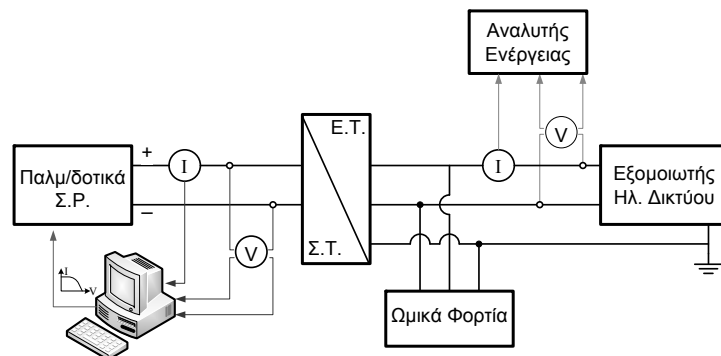 Αναλυτής
Ενέργειας
Ε.Τ.
V
+
I
I
Παλμ/δοτικά
Σ.Ρ.
Εξομοιωτής
Ηλ. Δικτύου
–
V
Σ.Τ.
I
V
Ωμικά Φορτία